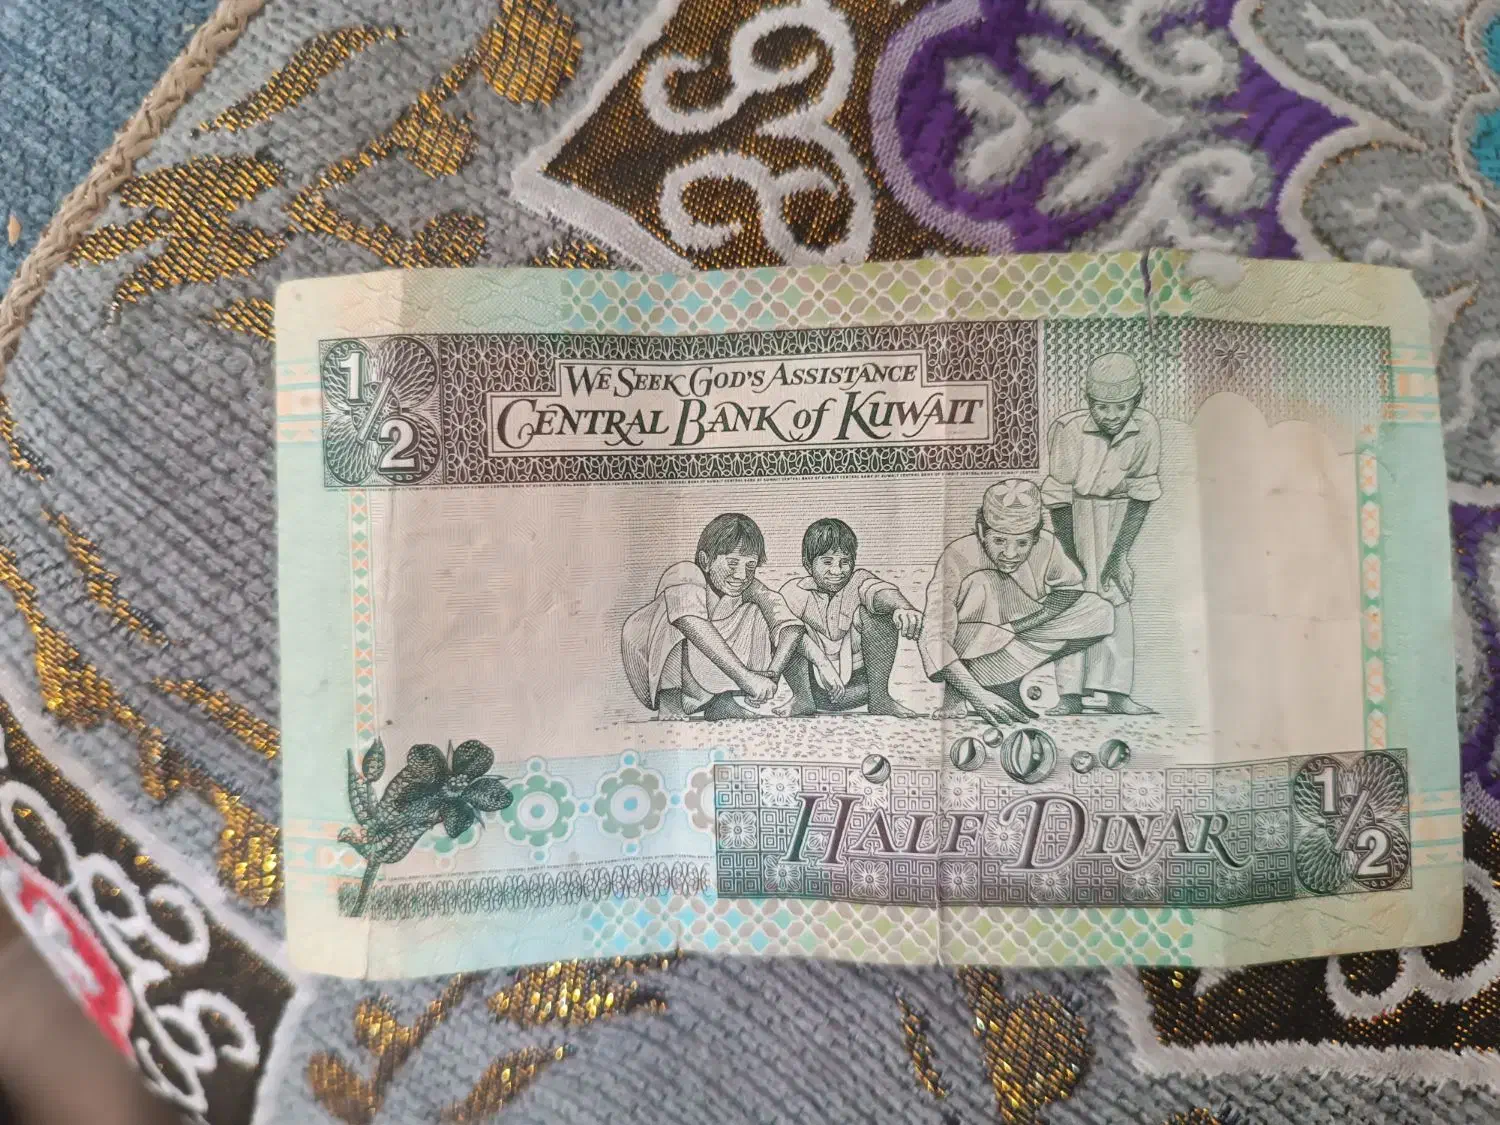 1/2
WE SEEK GOD'S ASSISTANCE
CENTRAL BANK of KUWAIT
HALF DINAR
1/2